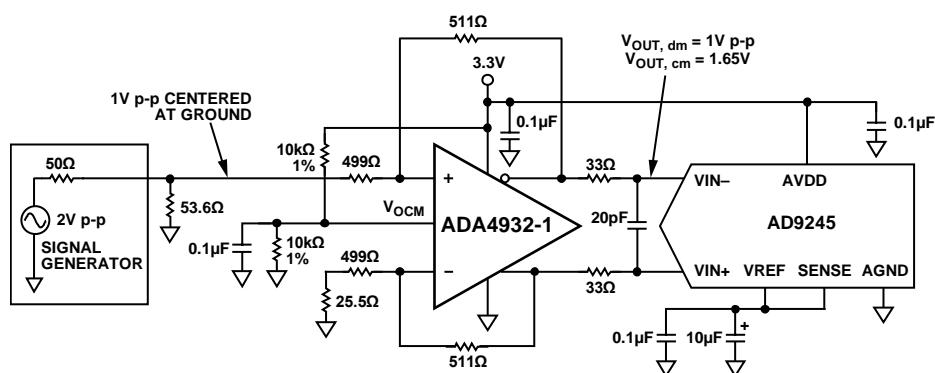 511Ω
V OUT, dm = 1V p-p
V OUT, cm = 1.65V
3.3V
1V p-p CENTERED
AT GROUND
0.1µF
0.1µF
50Ω
10kΩ
1%
499Ω
33Ω
VIN–
AVDD
2V p-p
53.6Ω
VOCM
+
ADA4932-1
20pF
AD9245
SIGNAL
GENERATOR
0.1µF
10kΩ
1%
499Ω
–
33Ω
VIN+
VREF
SENSE
AGND
25.5Ω
511Ω
0.1µF
10µF
+